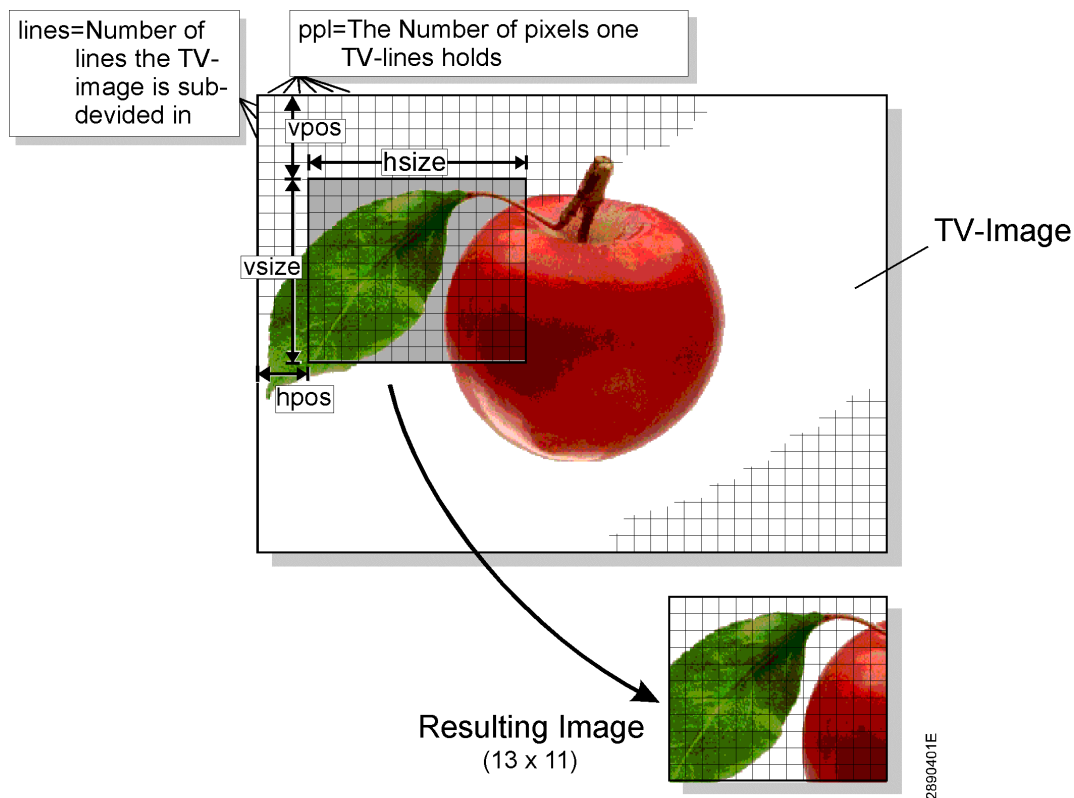 lines=Number of
lines the TV-
image is sub-
devided in
ppl=The Number of pixels one
TV-lines holds
vpos
hsize
vsize
hpos
TV-Image
Resulting Image
(13 x 11)
2890401E